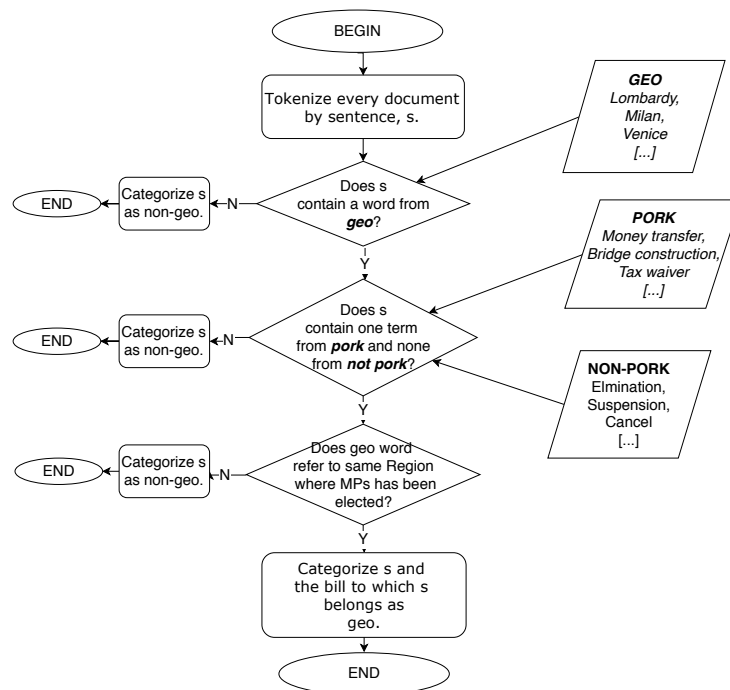 BEGIN
Tokenize every document
by sentence, s.
GEO
Lombardy,
Milan,
Venice
[...]
Does s
contain a word from
geo?
N
Categorize s
as non-geo.
END
Y
PORK
Money transfer,
Bridge construction,
Tax waiver
[...]
Does s
contain one term
from pork and none
from not pork?
N
Categorize s
as non-geo.
END
NON-PORK
Elmination,
Suspension,
Cancel
[...]
Y
Does geo word
refer to same Region
where MPs has been
elected?
N
Categorize s
as non-geo.
END
Y
Categorize s and
the bill to which s
belongs as
geo.
END